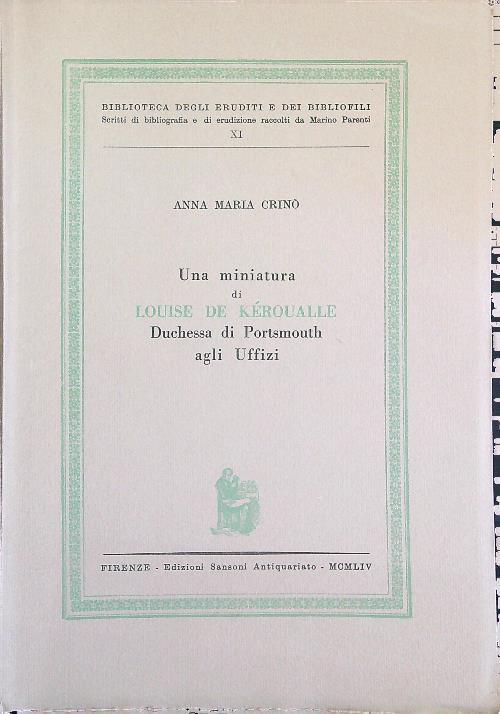 BIBLIOTECA DEGLI ERUDITI E DEI BIBLIOFILI
Scritti di bibliografia e di erudizione raccolti da Marino Parenti
XI
ANNA MARIA CRINÒ
Una miniatura
di
LOUISE DE KÉROUALLE
Duchessa di Portsmouth
agli Uffizi
FIRENZE - Edizioni Sansoni Antiquariato - MCMLIV